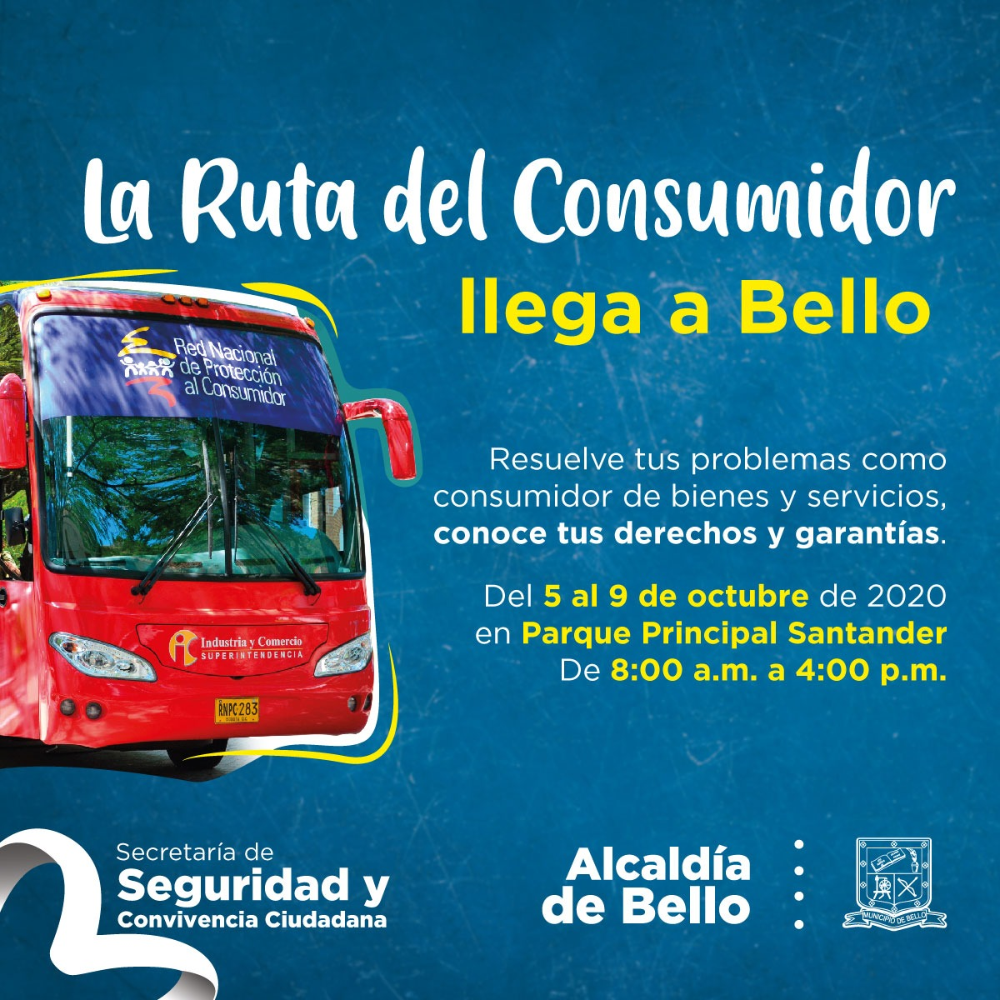 La Ruta del Consumidor
llega a Bello
Red Nacional
de Protección
al Consumidor
Resuelve tus problemas como
consumidor de bienes y servicios,
conoce tus derechos y garantías.
Del 5 al 9 de octubre de 2020
en Parque Principal Santander
De 8:00 a.m. a 4:00 p.m.
Industria y Comercio
SUPERINTENDENCIA
RNPC-283
Secretaría de
Seguridad y
Convivencia Ciudadana
Alcaldía
de Bello
MUNICIPIO DE BELLO